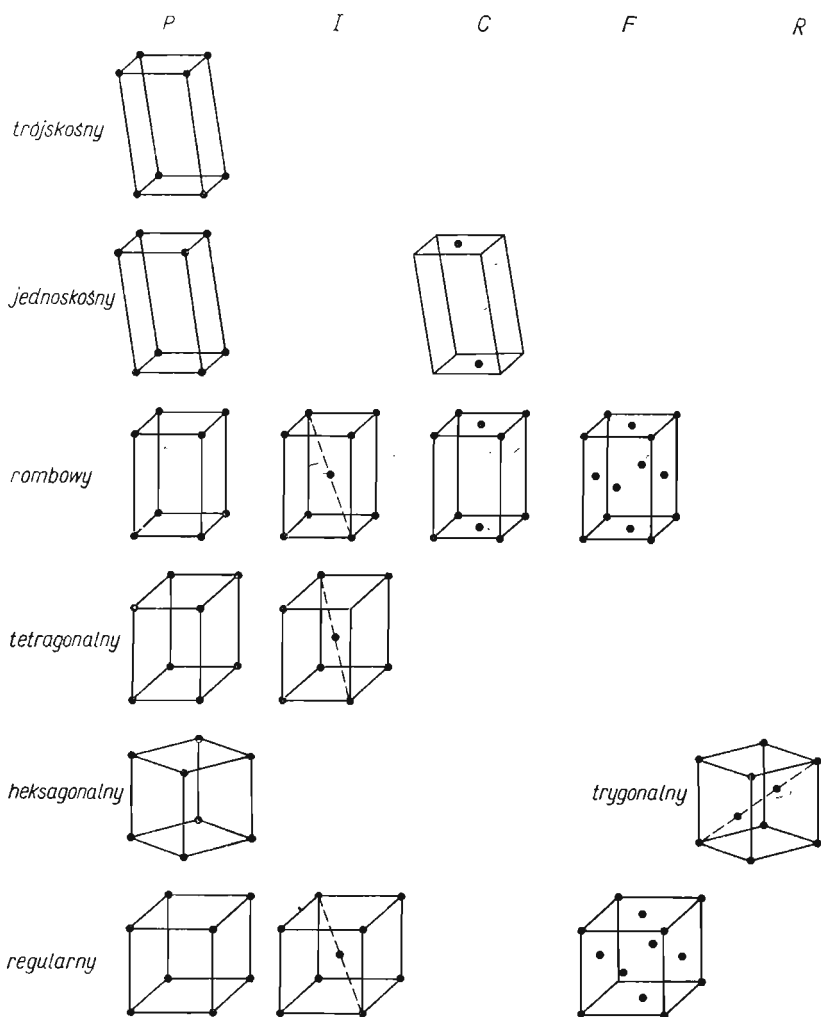 P I C F R
trójskośny
jednoskośny
rombowy
tetragonalny
heksagonalny trygonalny
regularny